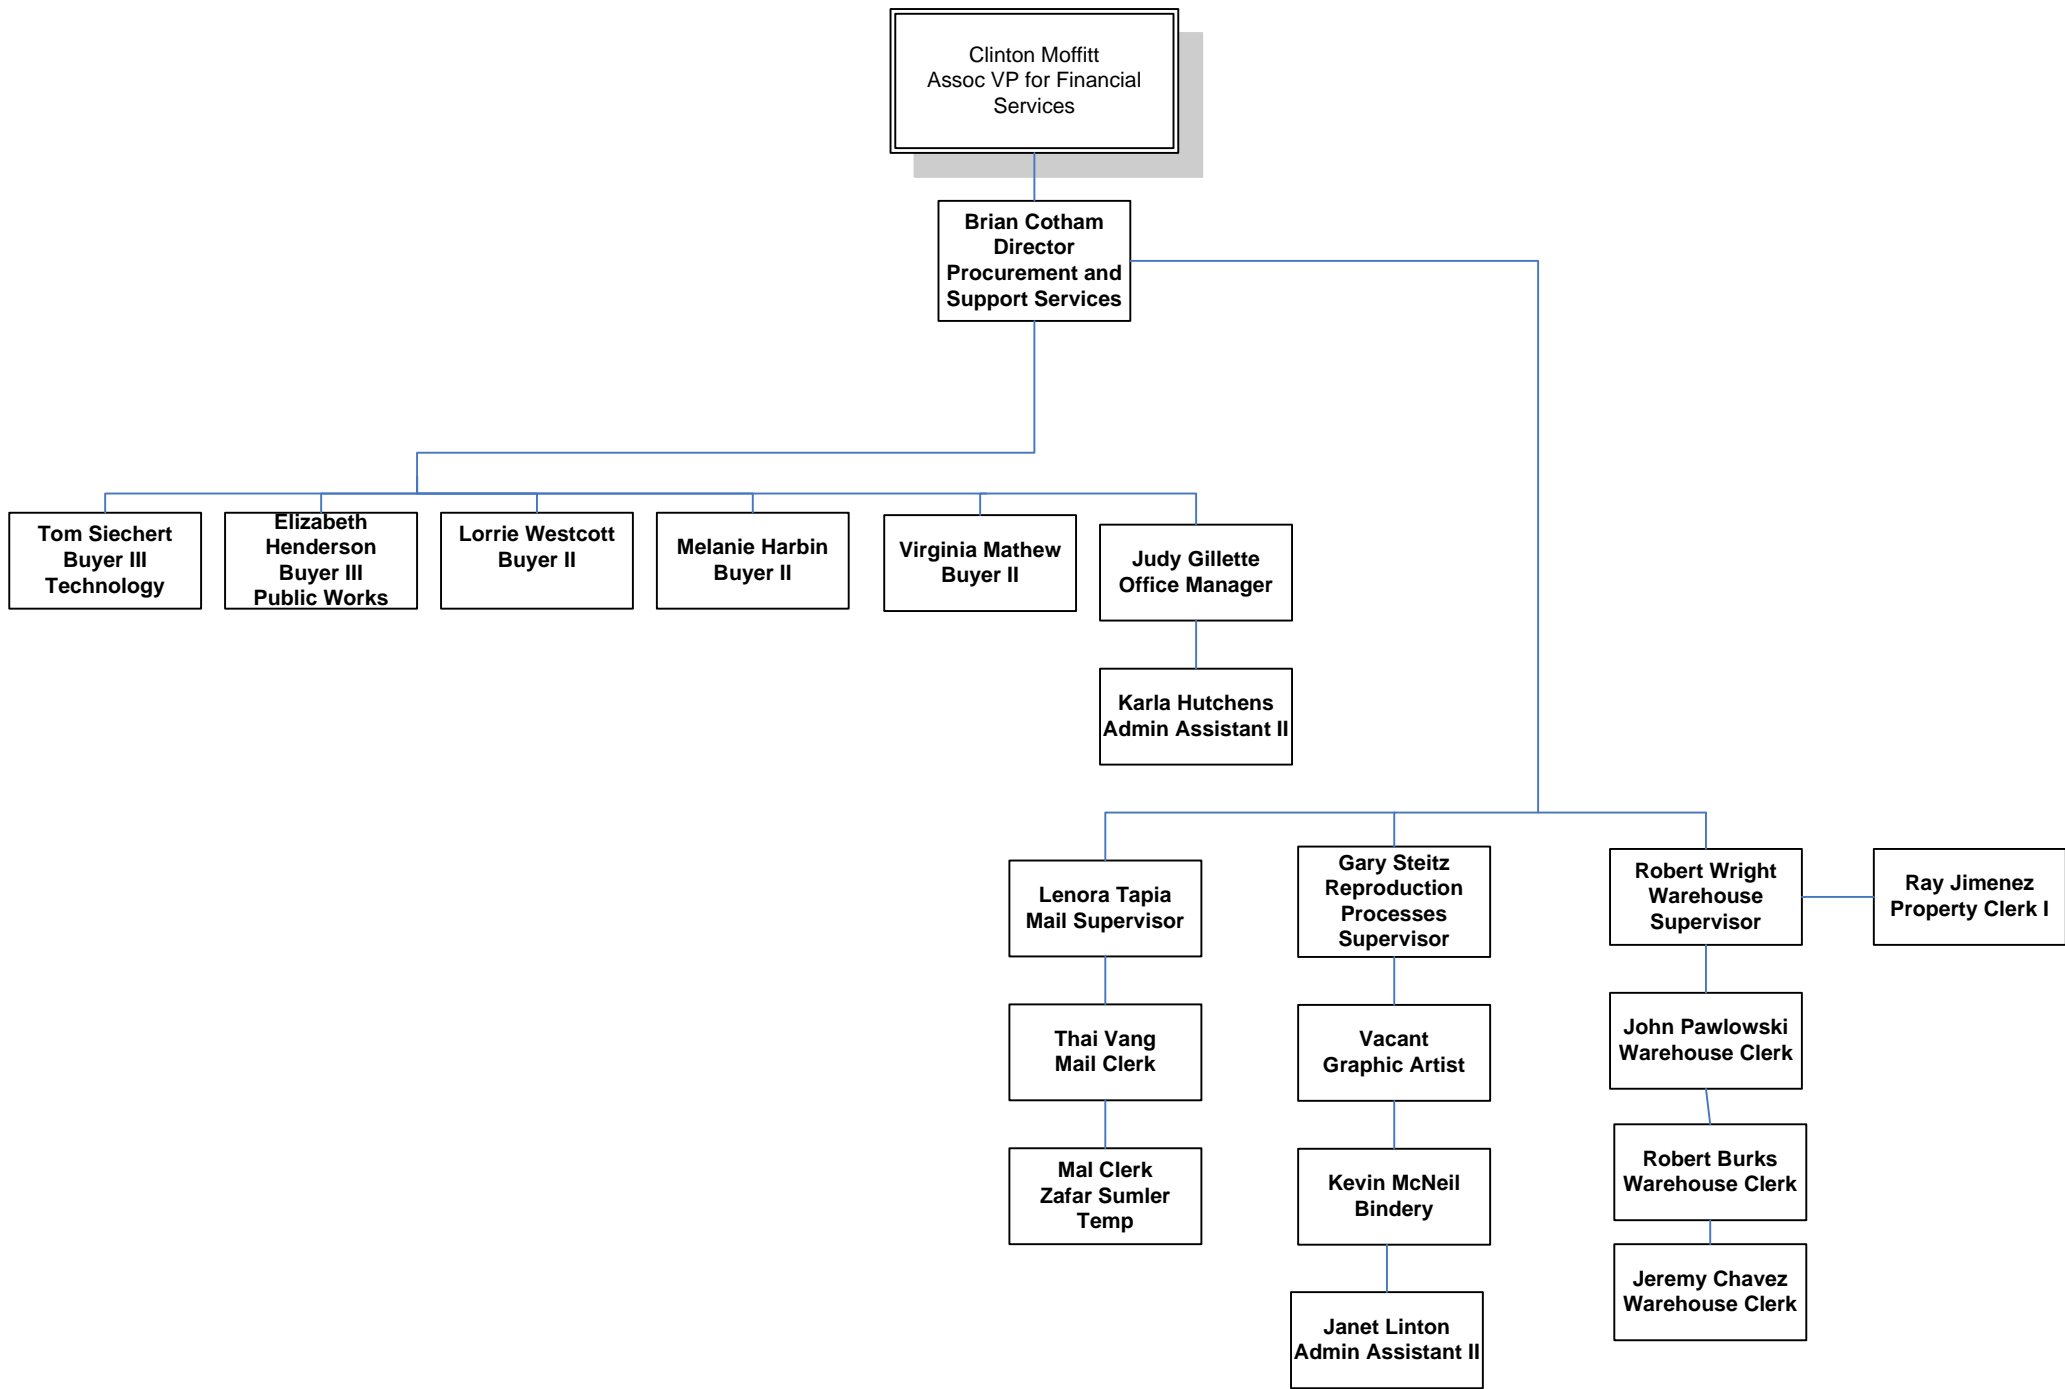 Clinton Moffitt
Assoc VP for Financial
Services
Brian Cotham
Director
Procurement and
Support Services
Tom Siechert
Buyer III
Technology
Elizabeth
Henderson
Buyer III
Public Works
Lorrie Westcott
Buyer II
Melanie Harbin
Buyer II
Virginia Mathew
Buyer II
Judy Gillette
Office Manager
Karla Hutchens
Admin Assistant II
Lenora Tapia
Mail Supervisor
Gary Steitz
Reproduction
Processes
Supervisor
Robert Wright
Warehouse
Supervisor
Ray Jimenez
Property Clerk I
Thai Vang
Mail Clerk
Vacant
Graphic Artist
John Pawlowski
Warehouse Clerk
Mal Clerk
Zafar Sumler
Temp
Kevin McNeil
Bindery
Robert Burks
Warehouse Clerk
Janet Linton
Admin Assistant II
Jeremy Chavez
Warehouse Clerk